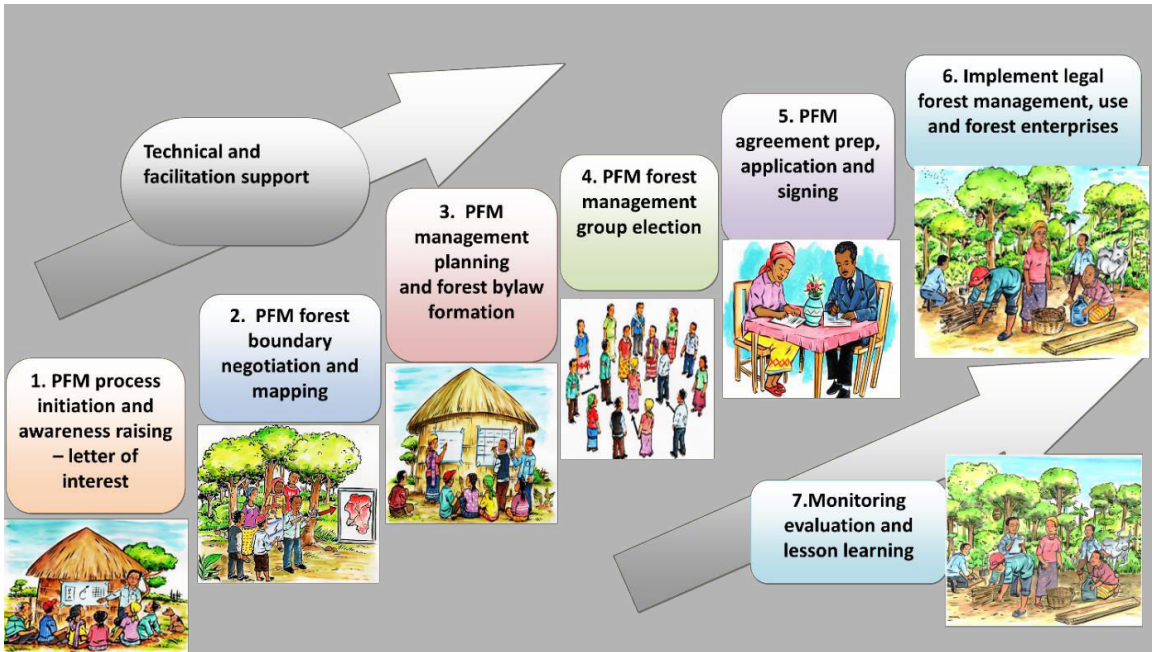 Technical and
facilitation support
1. PFM process
initiation and
awareness raising
– letter of
interest
2. PFM forest
boundary
negotiation and
mapping
3. PFM
management
planning
and forest bylaw
formation
4. PFM forest
management
group election
5. PFM
agreement prep,
application and
signing
6. Implement legal
forest management, use
and forest enterprises
7.Monitoring
evaluation and
lesson learning